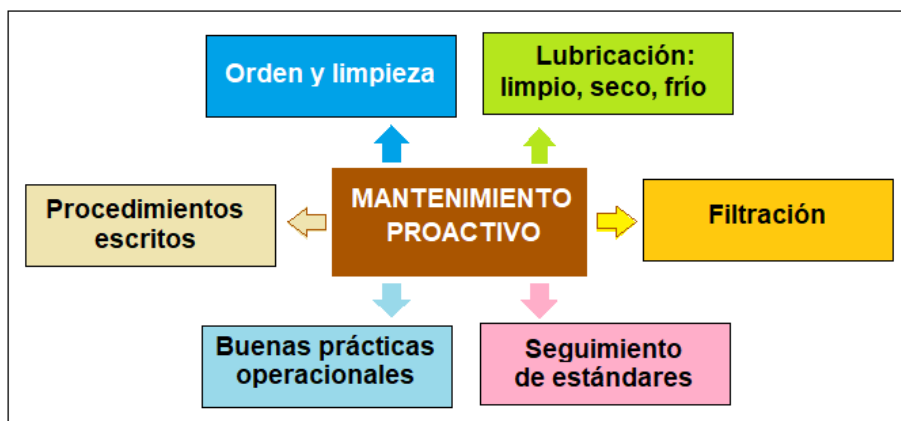 Orden y limpieza
Lubricación:
limpio, seco, frío
Procedimientos
escritos
MANTENIMIENTO
PROACTIVO
Filtración
Buenas prácticas
operacionales
Seguimiento
de estándares